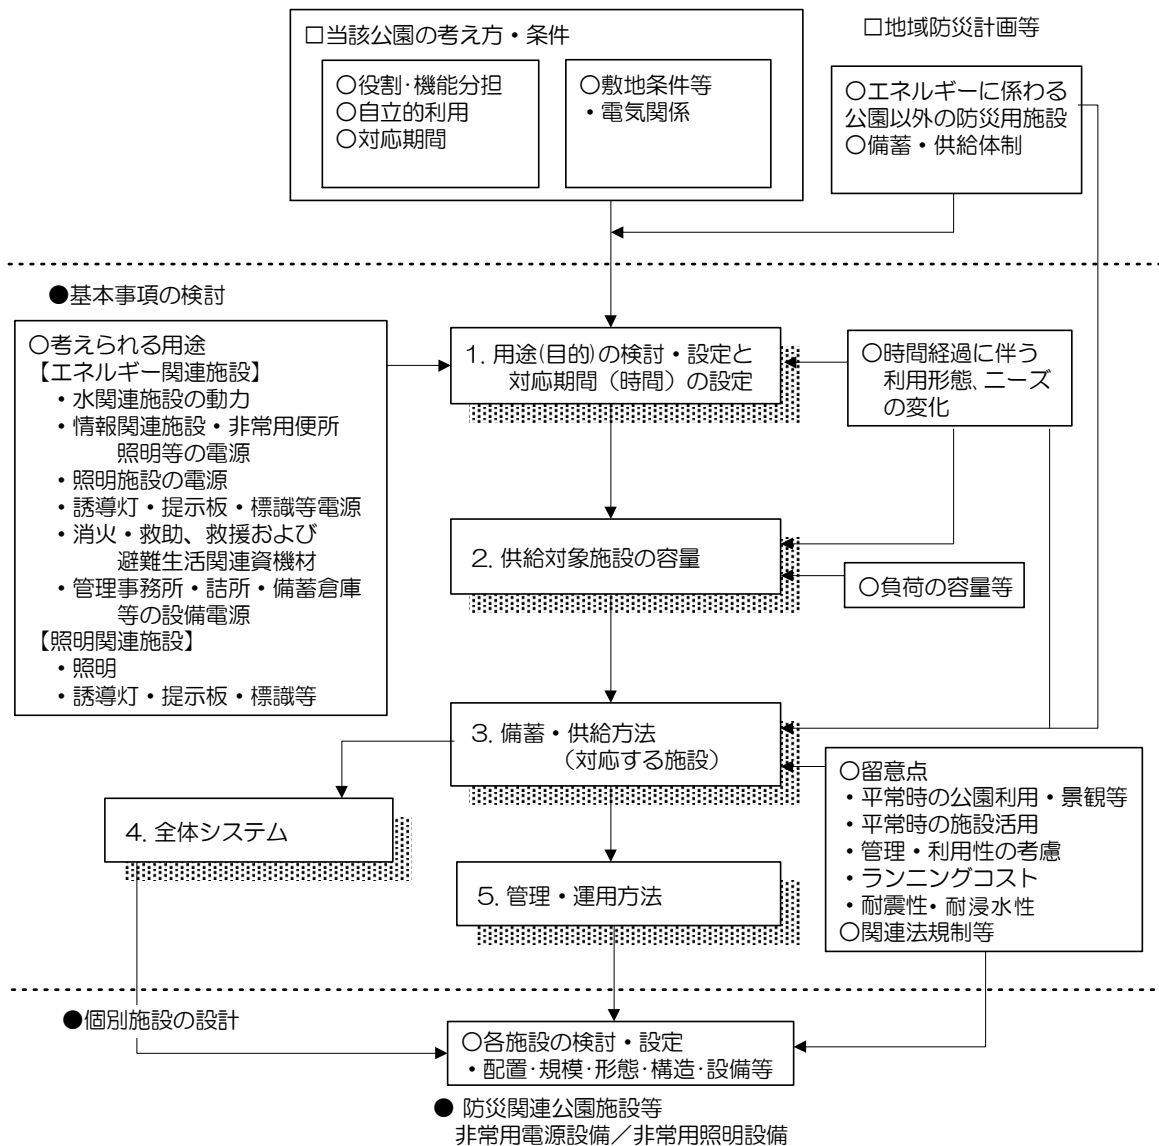 □当該公園の考え方・条件
○役割・機能分担
○自立的利用
○対応期間
○敷地条件等
・電気関係
□地域防災計画等
○エネルギーに係わる
公園以外の防災用施設
○備蓄・供給体制
●基本事項の検討
○考えられる用途
【エネルギー関連施設】
・水関連施設の動力
・情報関連施設・非常用便所
照明等の電源
・照明施設の電源
・誘導灯・提示板・標識等電源
・消火・救助、救援および
避難生活関連資機材
・管理事務所・詰所・備蓄倉庫
等の設備電源
【照明関連施設】
・照明
・誘導灯・提示板・標識等
1. 用途(目的)の検討・設定と
対応期間（時間）の設定
○時間経過に伴う
利用形態、ニーズ
の変化
2. 供給対象施設の容量
○負荷の容量等
3. 備蓄・供給方法
（対応する施設）
4. 全体システム
5. 管理・運用方法
○留意点
・平常時の公園利用・景観等
・平常時の施設活用
・管理・利用性の考慮
・ランニングコスト
・耐震性・耐浸水性
○関連法規制等
●個別施設の設計
○各施設の検討・設定
・配置・規模・形態・構造・設備等
● 防災関連公園施設等
非常用電源設備／非常用照明設備